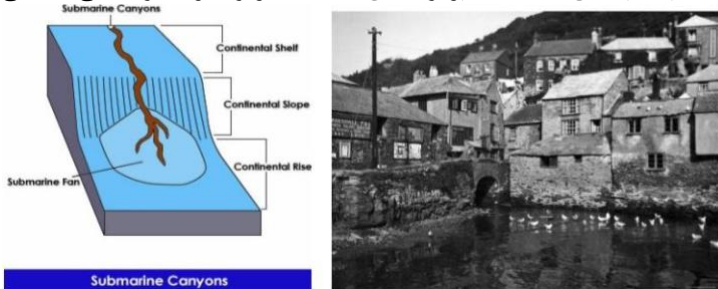 Submarine Canyons
Continental Shelf
Continental Slope
Continental Rise
Submarine Fan
Submarine Canyons